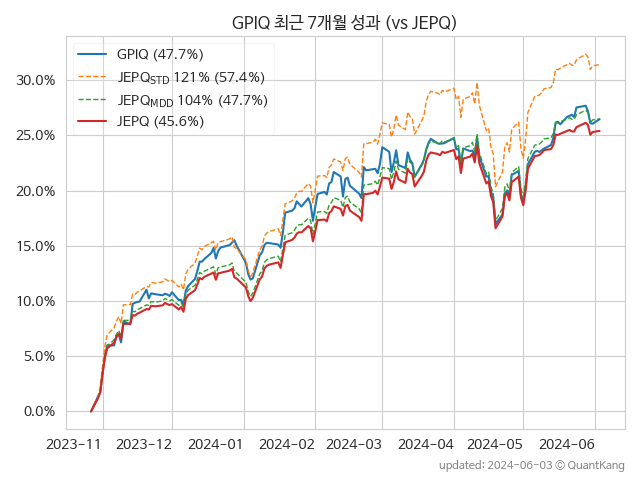 GPIQ 최근 7개월 성과 (vs JEPQ)
GPIQ (47.7%)
JEPQSTD 121% (57.4%)
JEPQMDD 104% (47.7%)
JEPQ (45.6%)
30.0%
25.0%
20.0%
15.0%
10.0%
5.0%
0.0%
2023-11 2023-12 2024-01 2024-02 2024-03 2024-04 2024-05 2024-06
updated: 2024-06-03 © QuantKang